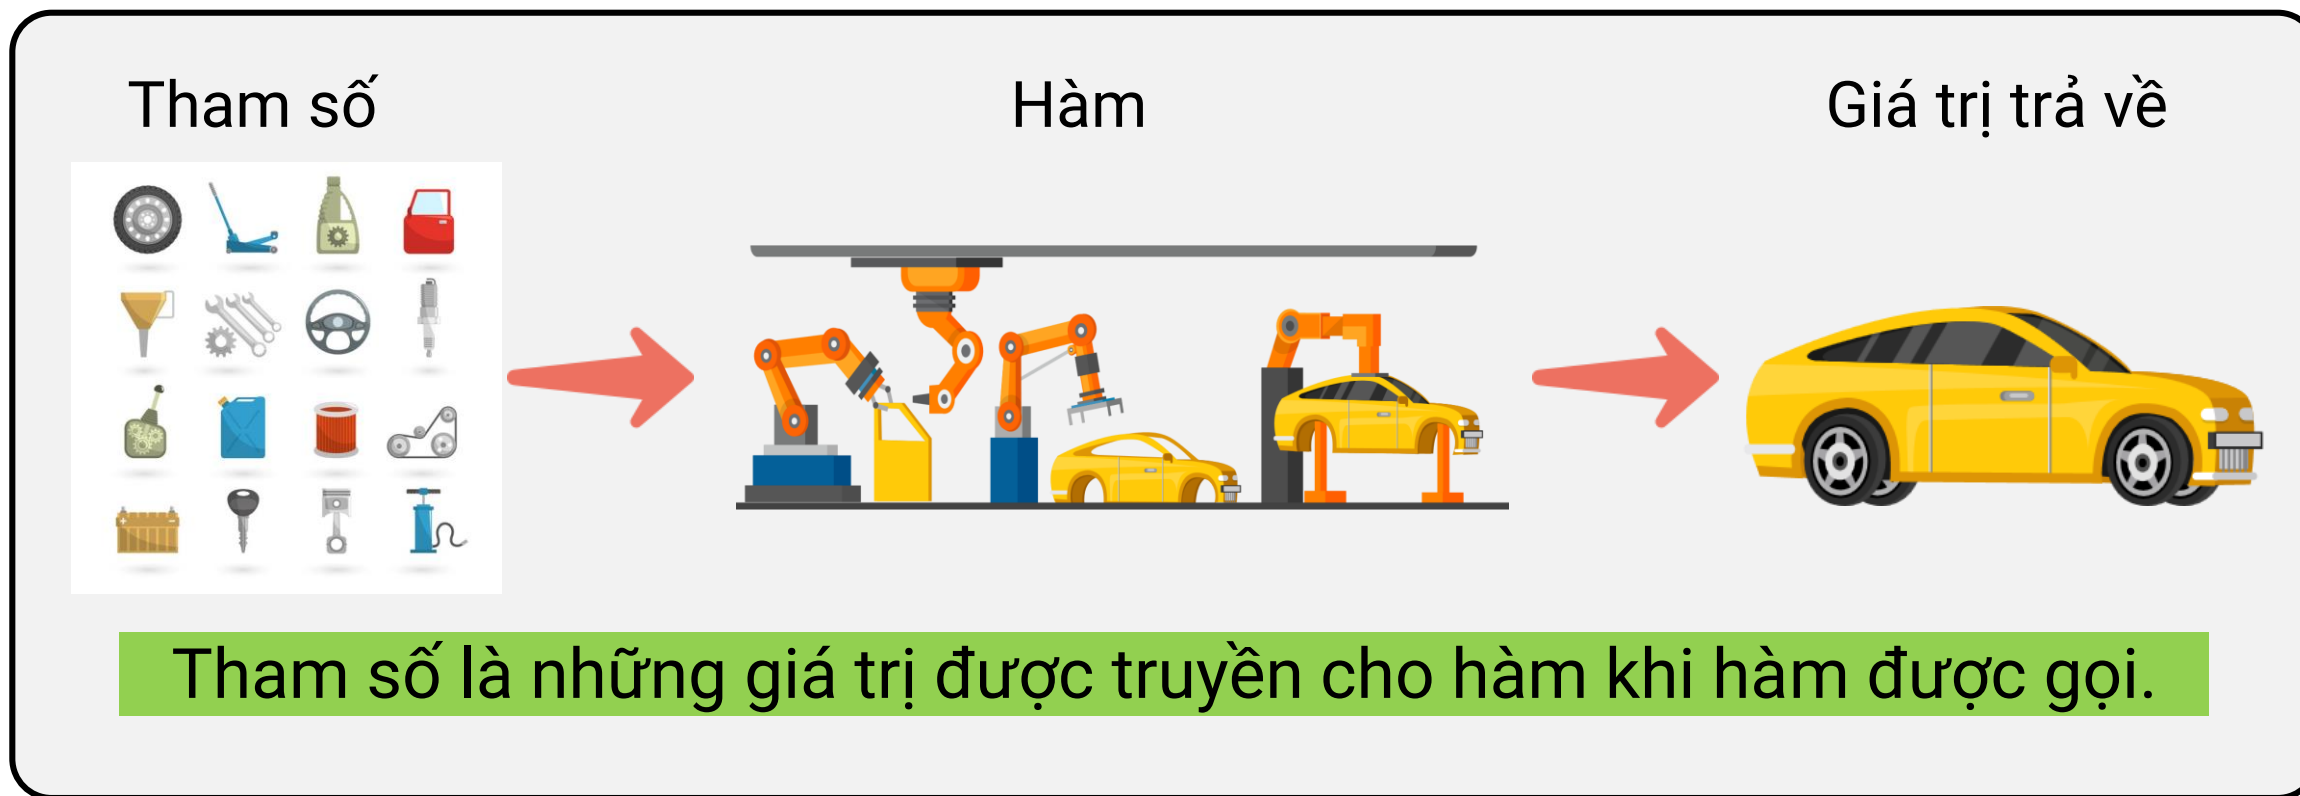 Tham số
Hàm
Giá trị trả về
Tham số là những giá trị được truyền cho hàm khi hàm được gọi.